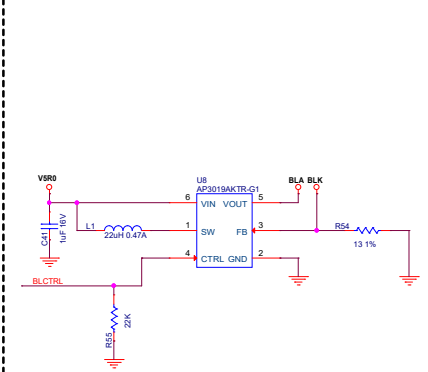 V5R0
U8
AP3019AKTR-G1
BLA BLK
6 VIN VOUT 5
C41
1uF 16V
L1
22uH 0.47A
1 SW FB 3
R54
13 1%
4 CTRL GND 2
BLCTRL
R55
22K